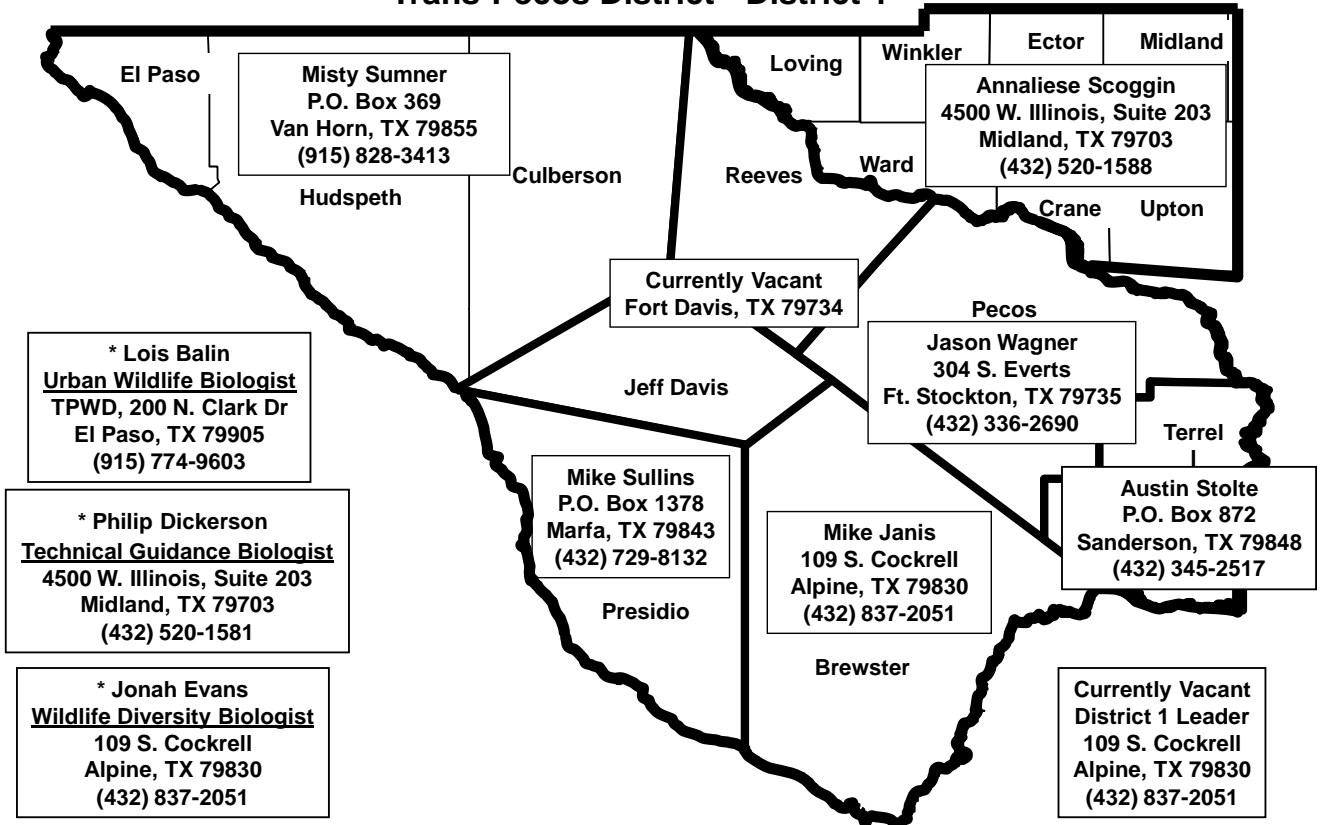 Trans-Pecos District - District 1
El Paso
Misty Sumner
P.O. Box 369
Van Horn, TX 79855
(915) 828-3413
Hudspeth
Culberson
Loving
Winkler
Ector
Midland
Annaliese Scoggin
4500 W. Illinois, Suite 203
Midland, TX 79703
(432) 520-1588
Reeves
Ward
Crane
Upton
Currently Vacant
Fort Davis, TX 79734
Pecos
Jason Wagner
304 S. Everts
Ft. Stockton, TX 79735
(432) 336-2690
Jeff Davis
Terrel
Austin Stolte
P.O. Box 872
Sanderson, TX 79848
(432) 345-2517
Mike Sullins
P.O. Box 1378
Marfa, TX 79843
(432) 729-8132
Presidio
Mike Janis
109 S. Cockrell
Alpine, TX 79830
(432) 837-2051
Brewster
* Lois Balin
Urban Wildlife Biologist
TPWD, 200 N. Clark Dr
El Paso, TX 79905
(915) 774-9603
* Philip Dickerson
Technical Guidance Biologist
4500 W. Illinois, Suite 203
Midland, TX 79703
(432) 520-1581
* Jonah Evans
Wildlife Diversity Biologist
109 S. Cockrell
Alpine, TX 79830
(432) 837-2051
Currently Vacant
District 1 Leader
109 S. Cockrell
Alpine, TX 79830
(432) 837-2051